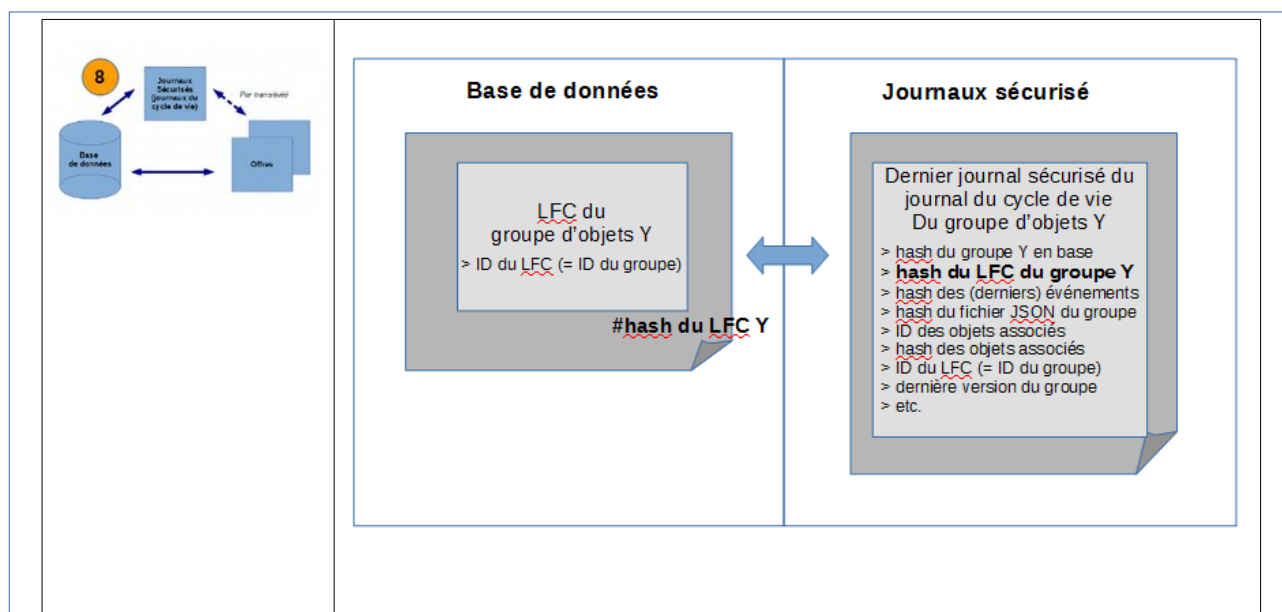 8
Journaux
Sécurisés
(journaux du
cycle de vie)
Par transitivité
Base
de données
Offres
Base de données
LFC du
groupe d'objets Y
> ID du LFC (= ID du groupe)
#hash du LFC Y
Journaux sécurisé
Dernier journal sécurisé du
journal du cycle de vie
Du groupe d'objets Y
> hash du groupe Y en base
> hash du LFC du groupe Y
> hash des (derniers) événements
> hash du fichier JSON du groupe
> ID des objets associés
> hash des objets associés
> ID du LFC (= ID du groupe)
> dernière version du groupe
> etc.